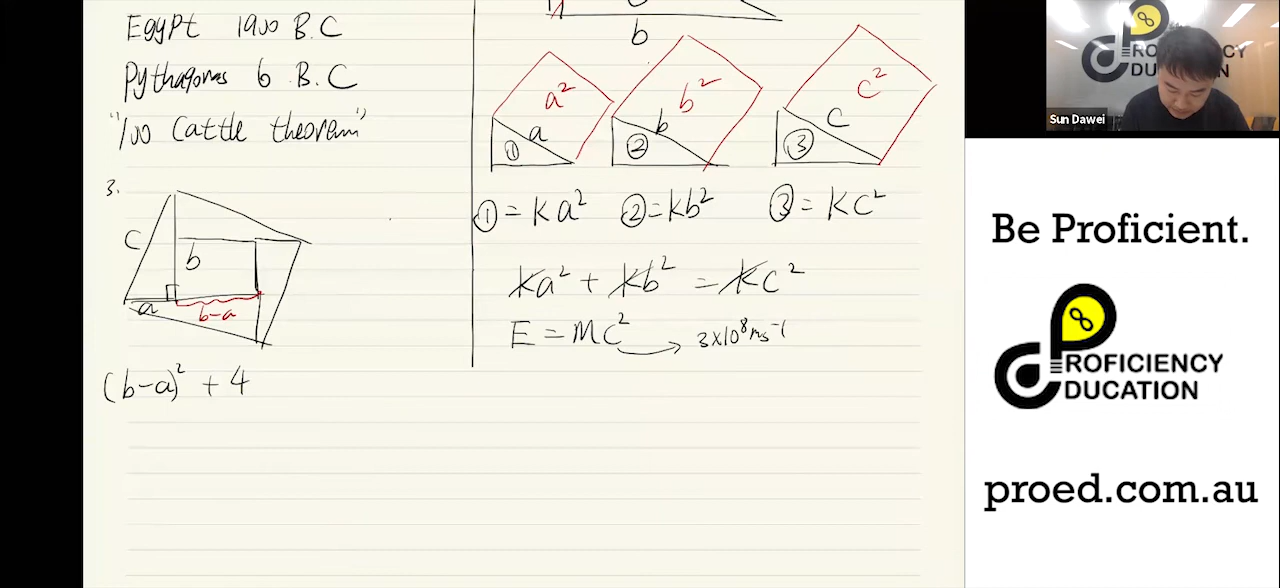 Egypt 1900 B.C
Pythagoras 6 B.C
"100 Cattle theorem"
3.
C
b
a
b-a
(b-a)² + 4
b
a²
a
①
b²
b
②
c²
C
③
① = Ka² ② = kb² ③ = KC²
Ka² + kb² = kC²
E = MC² 3×10⁸ms⁻¹
Sun Dawei
Be Proficient.
PROFICIENCY
EDUCATION
proed.com.au